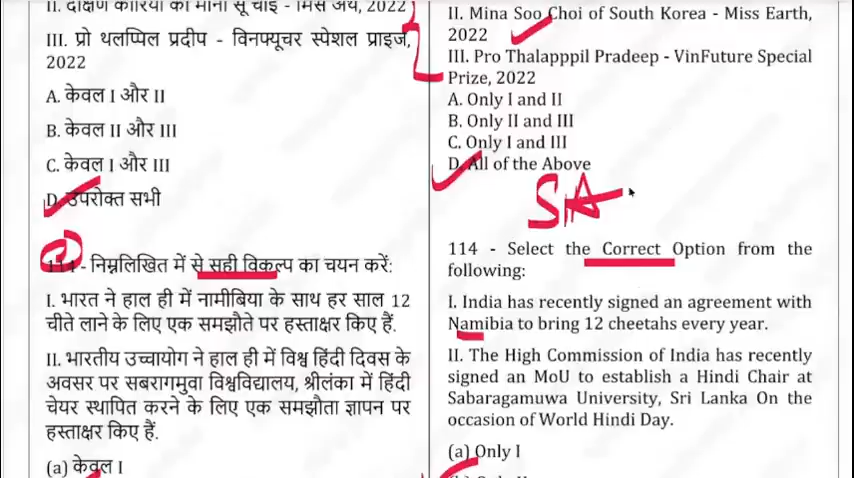 II. दक्षिण कोरिया की मीना सू चोई - मिस अर्थ, 2022
III. प्रो थलप्पिल प्रदीप - विनफ्यूचर स्पेशल प्राइज,
2022
A. केवल I और II
B. केवल II और III
C. केवल I और III
D. उपरोक्त सभी
114 - निम्नलिखित में से सही विकल्प का चयन करें:
I. भारत ने हाल ही में नामीबिया के साथ हर साल 12
चीते लाने के लिए एक समझौते पर हस्ताक्षर किए हैं.
II. भारतीय उच्चायोग ने हाल ही में विश्व हिंदी दिवस के
अवसर पर सबरागमुवा विश्वविद्यालय, श्रीलंका में हिंदी
चेयर स्थापित करने के लिए एक समझौता ज्ञापन पर
हस्ताक्षर किए हैं.
(a) केवल I
II. Mina Soo Choi of South Korea - Miss Earth,
2022
III. Pro Thalapppil Pradeep - VinFuture Special
Prize, 2022
A. Only I and II
B. Only II and III
C. Only I and III
D. All of the Above
SA
114 - Select the Correct Option from the
following:
I. India has recently signed an agreement with
Namibia to bring 12 cheetahs every year.
II. The High Commission of India has recently
signed an MoU to establish a Hindi Chair at
Sabaragamuwa University, Sri Lanka On the
occasion of World Hindi Day.
(a) Only I